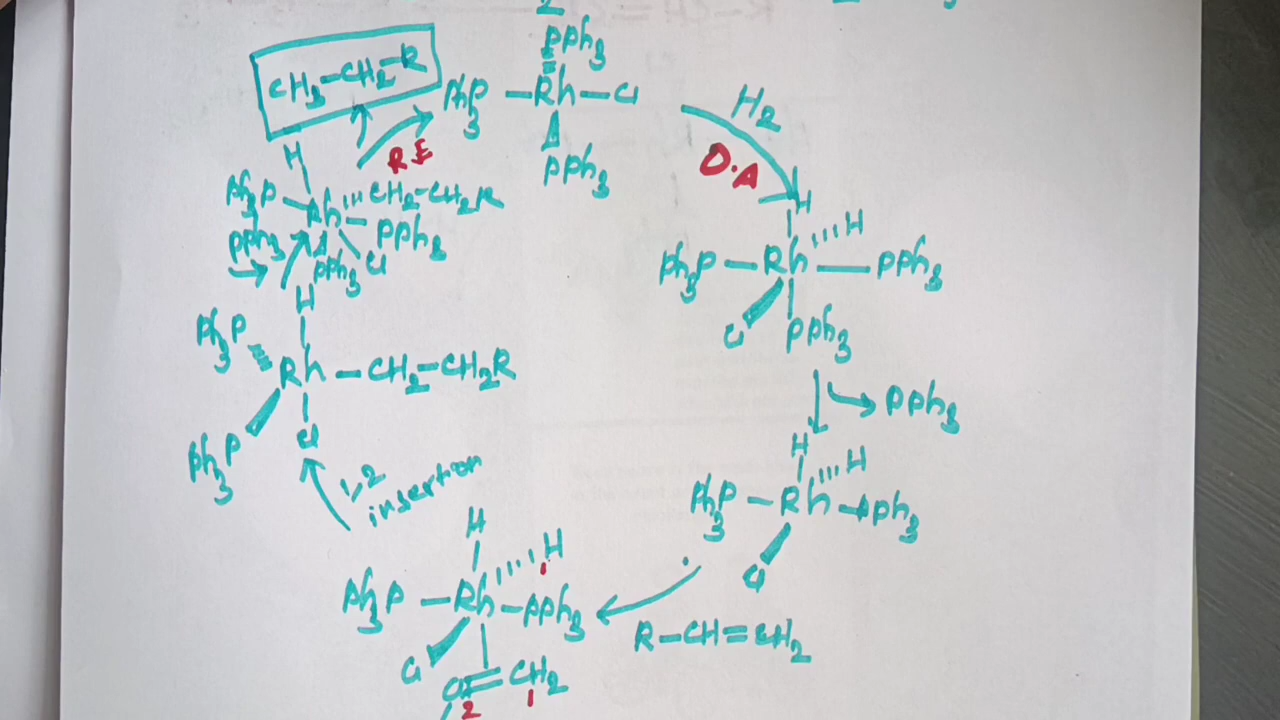 2
PPh3
CH3-CH2-R
Ph3P-Rh-Cl
PPh3
H2
RE
O.A
H
Ph3P Rh CH2-CH2R
PPh3
PPh3
PPh3
Cl
H
H
Ph3P-Rh-PPh3
Cl
PPh3
PPh3
H
Ph3P
Rh-CH2-CH2R
Ph3P
Cl
1,2
insertion
H
H
Ph3P-Rh-PPh3
Cl
R-CH=CH2
H
H
Ph3P-Rh-PPh3
Cl
CH=CH2
2
1